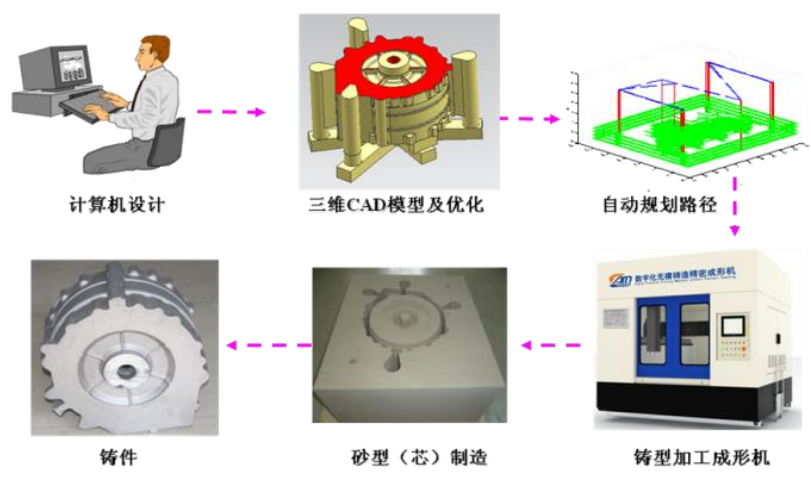 计算机设计
三维CAD模型及优化
自动规划路径
数字化无模铸造精密成形机
铸件
砂型（芯）制造
铸型加工成形机